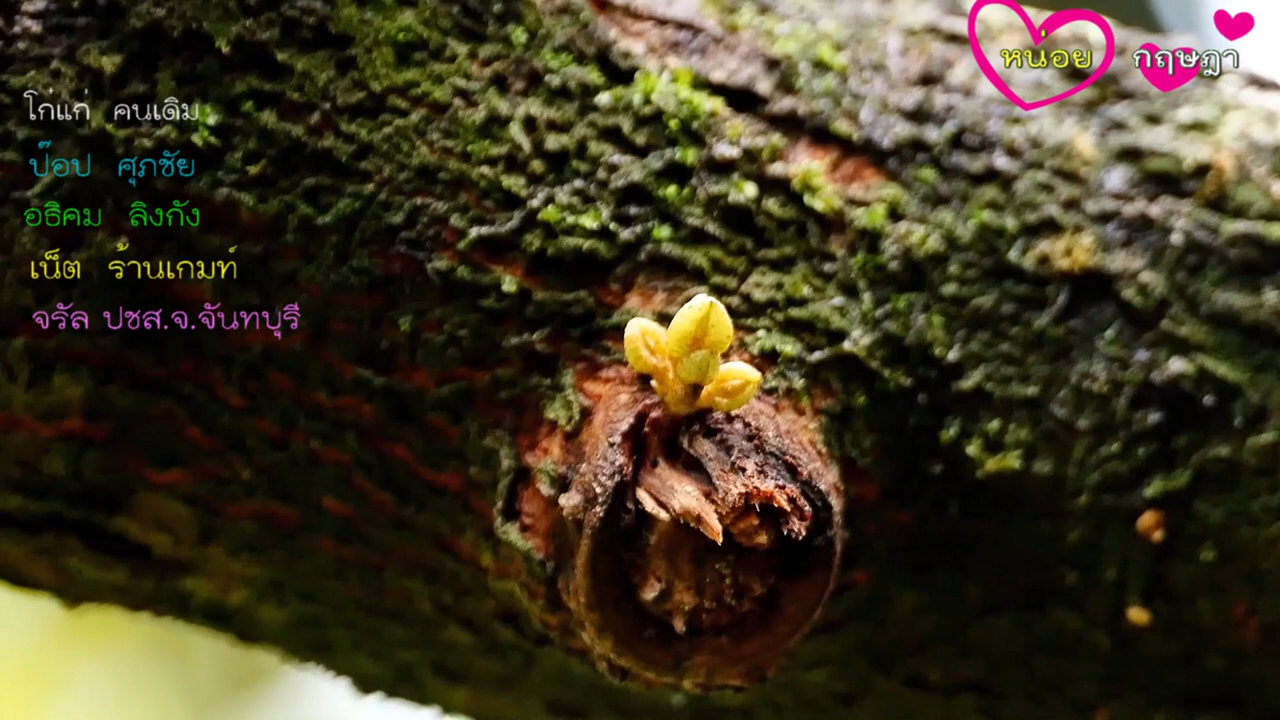 หน่อย กฤษฎา
โก๋แก่ คนเดิม
ป๊อป ศุภชัย
อธิคม ลิงกัง
เน็ต ร้านเกมท์
จรัล ปชส.จ.จันทบุรี